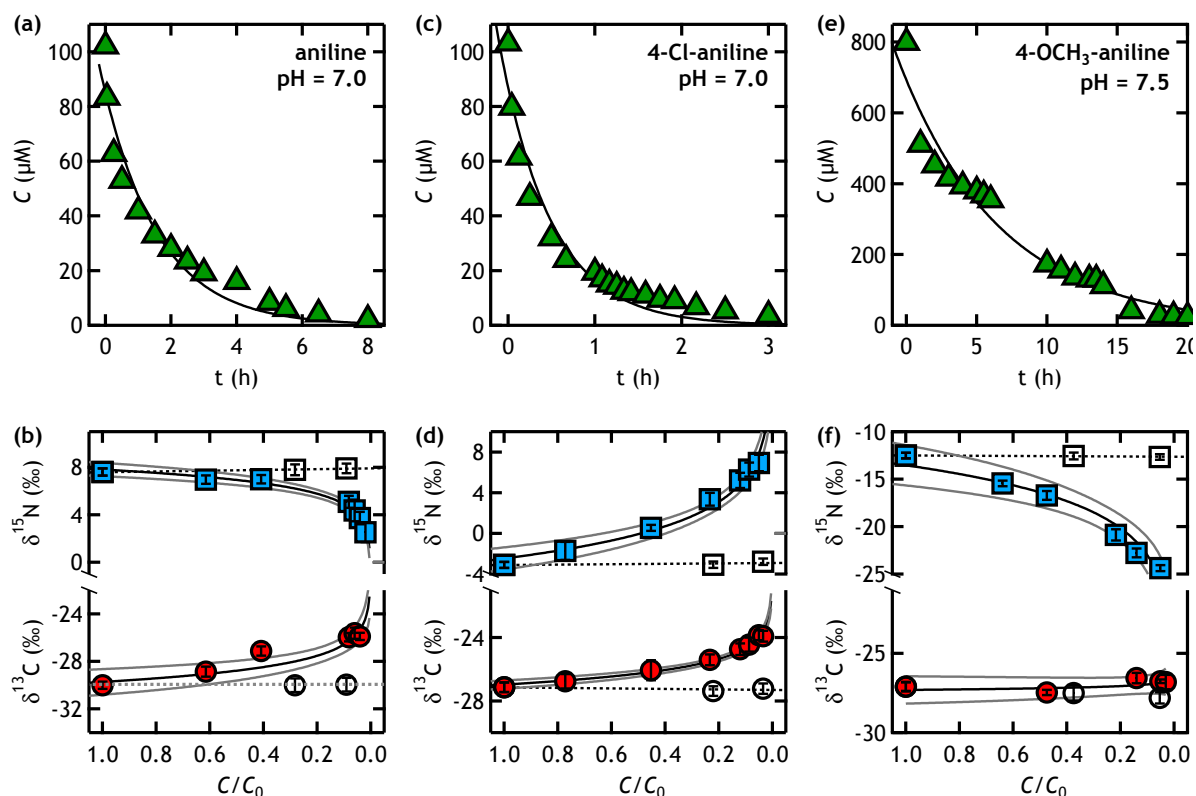 (a)
aniline
pH = 7.0
100
80
60
40
20
0
C (µM)
0 2 4 6 8
t (h)
(c)
4-Cl-aniline
pH = 7.0
100
80
60
40
20
0
C (µM)
0 1 2 3
t (h)
(e)
4-OCH₃-aniline
pH = 7.5
800
600
400
200
0
C (µM)
0 10 15 20
t (h)
(b)
12
8
4
0
δ¹⁵N (‰)
-24
-28
-32
δ¹³C (‰)
1.0 0.8 0.6 0.4 0.2 0.0
C/C₀
(d)
8
4
0
-4
δ¹⁵N (‰)
-24
-28
δ¹³C (‰)
1.0 0.8 0.6 0.4 0.2 0.0
C/C₀
(f)
-10
-15
-20
-25
δ¹⁵N (‰)
-25
-30
δ¹³C (‰)
1.0 0.8 0.6 0.4 0.2 0.0
C/C₀